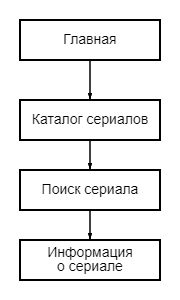 Главная
Каталог сериалов
Поиск сериала
Информация
о сериале